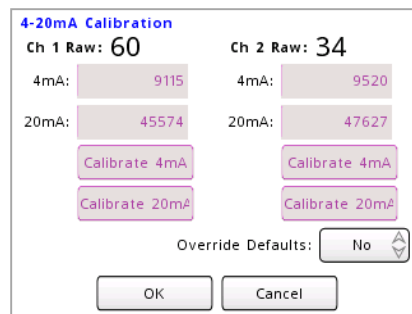 4-20mA Calibration
Ch 1 Raw: 60 Ch 2 Raw: 34
4mA: 9115 9520
4mA:
20mA: 45574 20mA: 47627
Calibrate 4mA Calibrate 4mA
Calibrate 20mA Calibrate 20mA
Override Defaults: No
OK Cancel